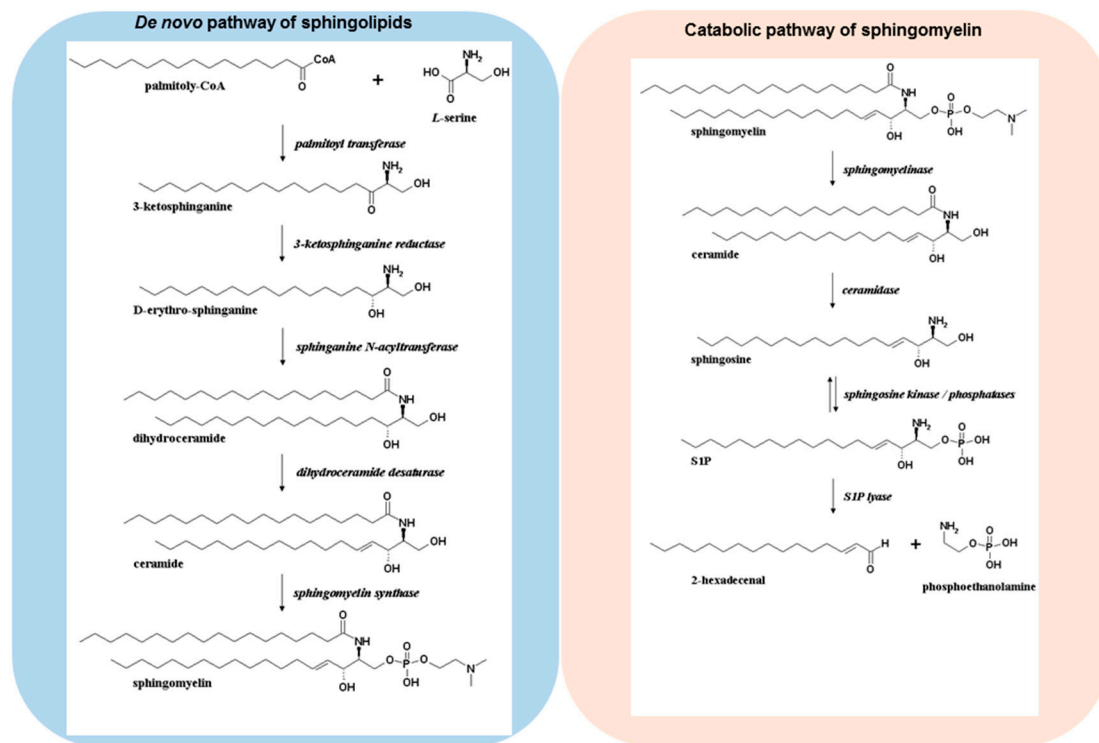 De novo pathway of sphingolipids
CoA
O
palmitoly-CoA
+
NH2
HO
OH
O
L-serine
palmitoyl transferase
NH2
OH
O
3-ketosphinganine
3-ketosphinganine reductase
NH2
OH
OH
D-erythro-sphinganine
sphinganine N-acyltransferase
O
NH
OH
OH
dihydroceramide
dihydroceramide desaturase
O
NH
OH
OH
ceramide
sphingomyelin synthase
O
NH
O
O P O
OH OH
N
sphingomyelin
Catabolic pathway of sphingomyelin
O
NH
O
O P O
OH OH
N
sphingomyelin
sphingomyelinase
O
NH
OH
OH
ceramide
ceramidase
NH2
OH
OH
sphingosine
sphingosine kinase / phosphatases
NH2
O
O P OH
OH OH
S1P
S1P lyase
H
O
2-hexadecenal
+
NH2
O
O P OH
OH
phosphoethanolamine